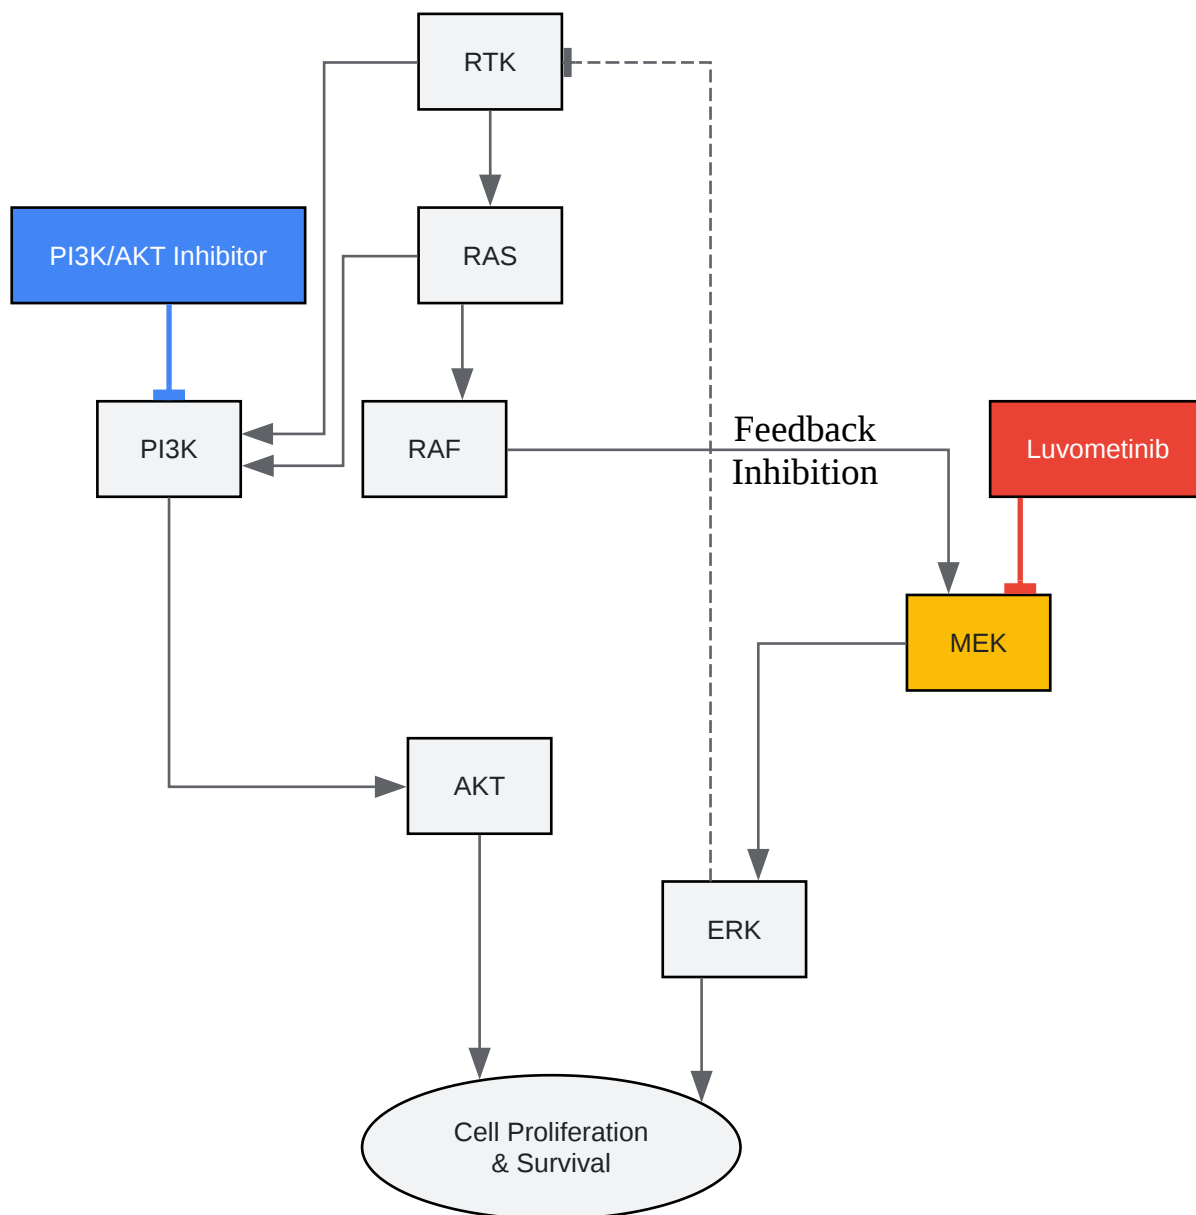 RTK
PI3K/AKT Inhibitor
RAS
PI3K
RAF
Feedback
Inhibition
Luvometinib
MEK
AKT
ERK
Cell Proliferation
& Survival